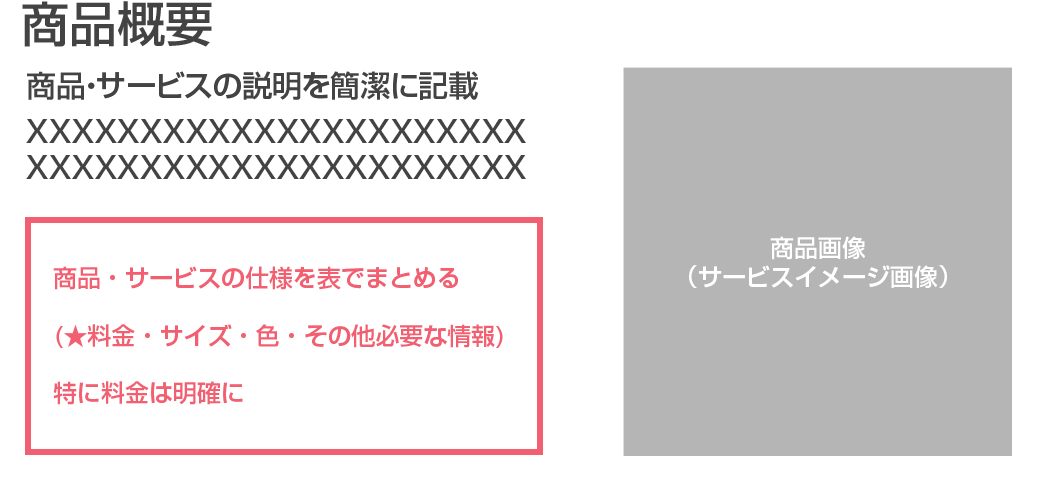 商品概要
商品・サービスの説明を簡潔に記載
XXXXXXXXXXXXXXXXXXXXXX
XXXXXXXXXXXXXXXXXXXXXX
商品・サービスの仕様を表でまとめる
(★料金・サイズ・色・その他必要な情報)
特に料金は明確に
商品画像
（サービスイメージ画像）